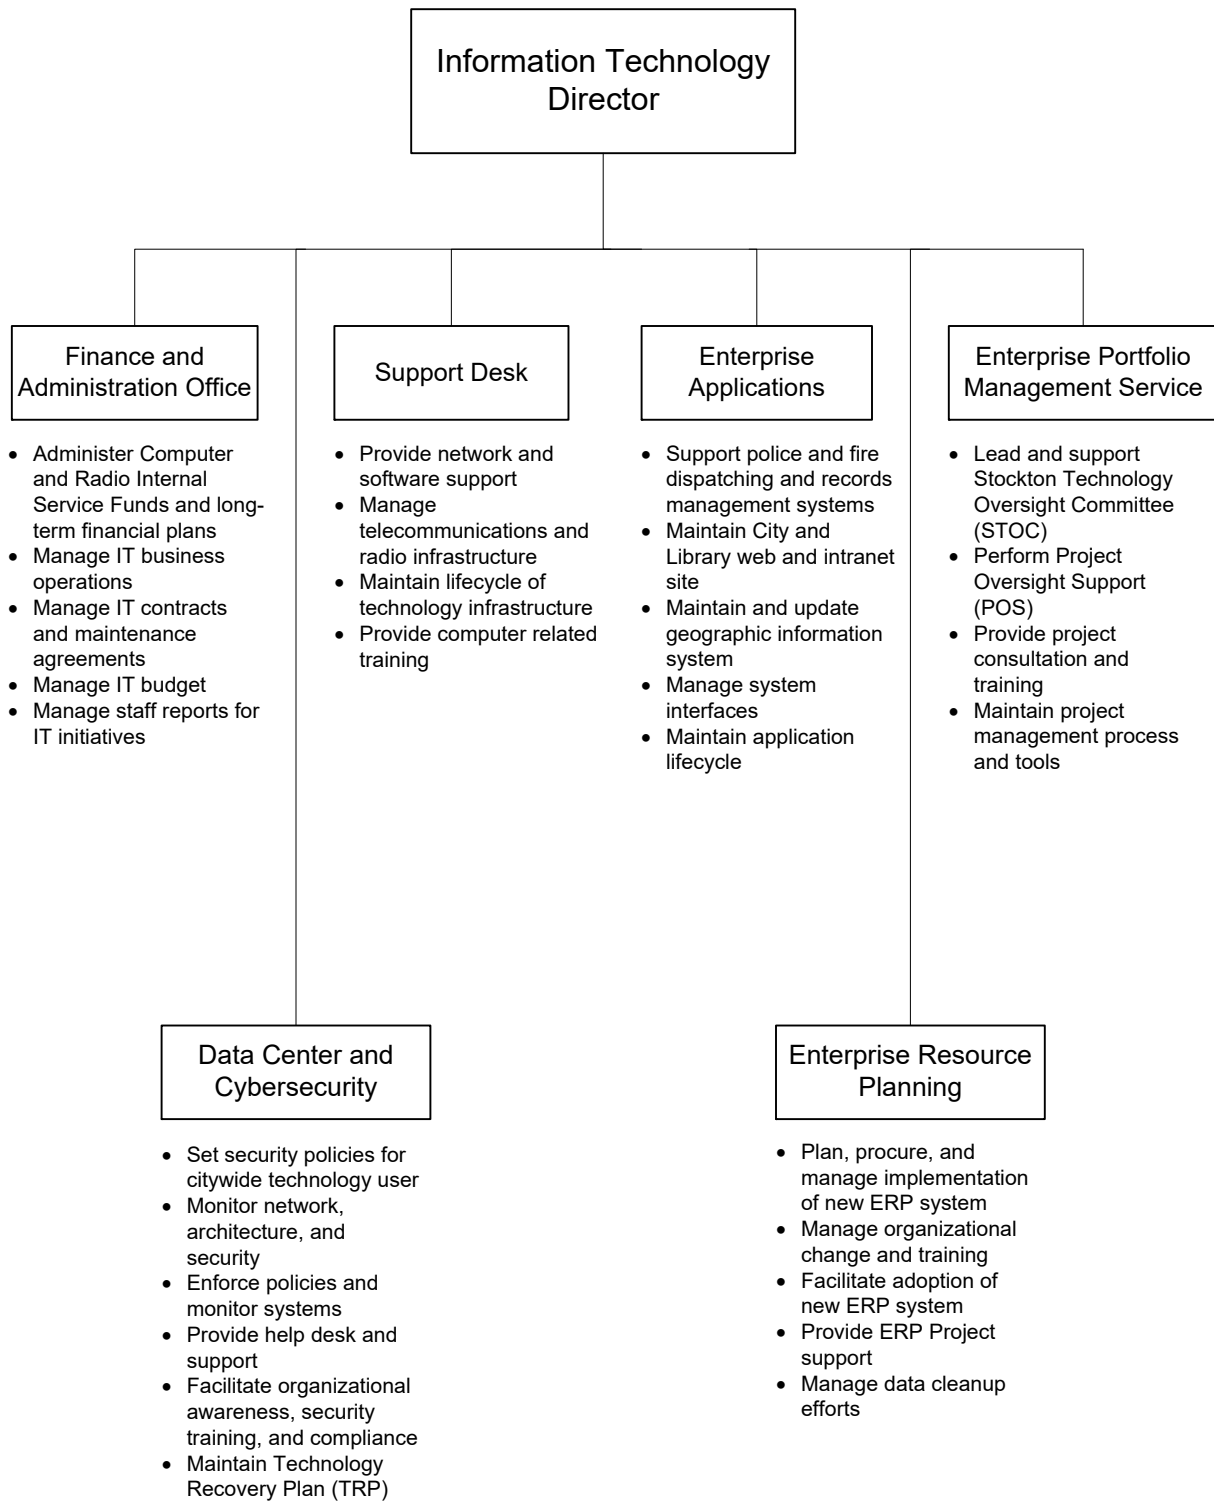 Information Technology
Director
Finance and
Administration Office
• Administer Computer
and Radio Internal
Service Funds and long-
term financial plans
• Manage IT business
operations
• Manage IT contracts
and maintenance
agreements
• Manage IT budget
• Manage staff reports for
IT initiatives
Support Desk
• Provide network and
software support
• Manage
telecommunications and
radio infrastructure
• Maintain lifecycle of
technology infrastructure
• Provide computer related
training
Enterprise
Applications
• Support police and fire
dispatching and records
management systems
• Maintain City and
Library web and intranet
site
• Maintain and update
geographic information
system
• Manage system
interfaces
• Maintain application
lifecycle
Enterprise Portfolio
Management Service
• Lead and support
Stockton Technology
Oversight Committee
(STOC)
• Perform Project
Oversight Support
(POS)
• Provide project
consultation and
training
• Maintain project
management process
and tools
Data Center and
Cybersecurity
• Set security policies for
citywide technology user
• Monitor network,
architecture, and
security
• Enforce policies and
monitor systems
• Provide help desk and
support
• Facilitate organizational
awareness, security
training, and compliance
• Maintain Technology
Recovery Plan (TRP)
Enterprise Resource
Planning
• Plan, procure, and
manage implementation
of new ERP system
• Manage organizational
change and training
• Facilitate adoption of
new ERP system
• Provide ERP Project
support
• Manage data cleanup
efforts